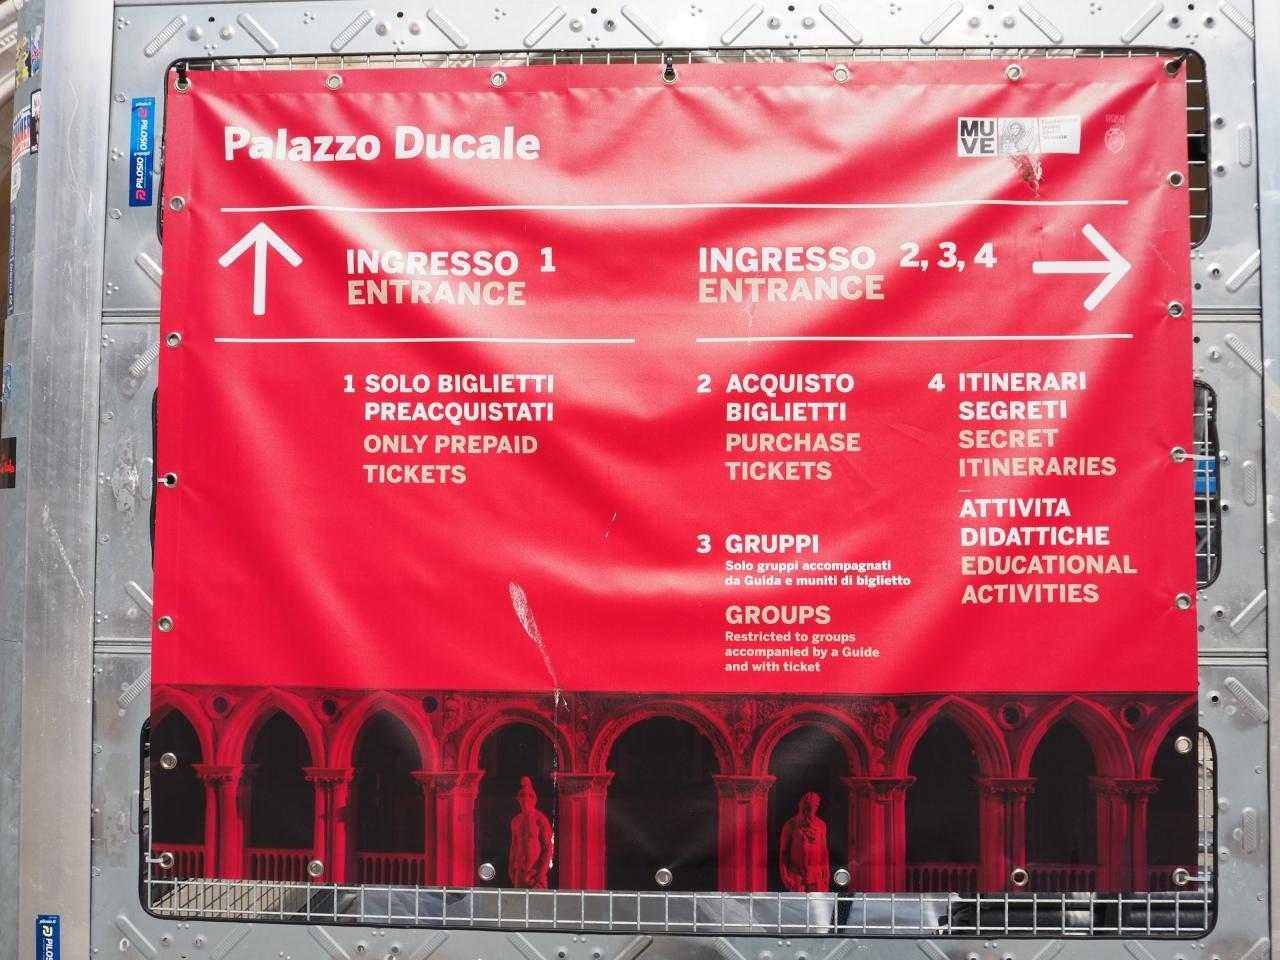 Palazzo Ducale
MU
VE
INGRESSO 1
ENTRANCE
INGRESSO 2, 3, 4
ENTRANCE
1 SOLO BIGLIETTI
PREACQUISTATI
ONLY PREPAID
TICKETS
2 ACQUISTO
BIGLIETTI
PURCHASE
TICKETS
3 GRUPPI
Solo gruppi accompagnati
da Guida e muniti di biglietto
GROUPS
Restricted to groups
accompanied by a Guide
and with ticket
4 ITINERARI
SEGRETI
SECRET
ITINERARIES
ATTIVITA
DIDATTICHE
EDUCATIONAL
ACTIVITIES
PILOSIO
PILOSIO